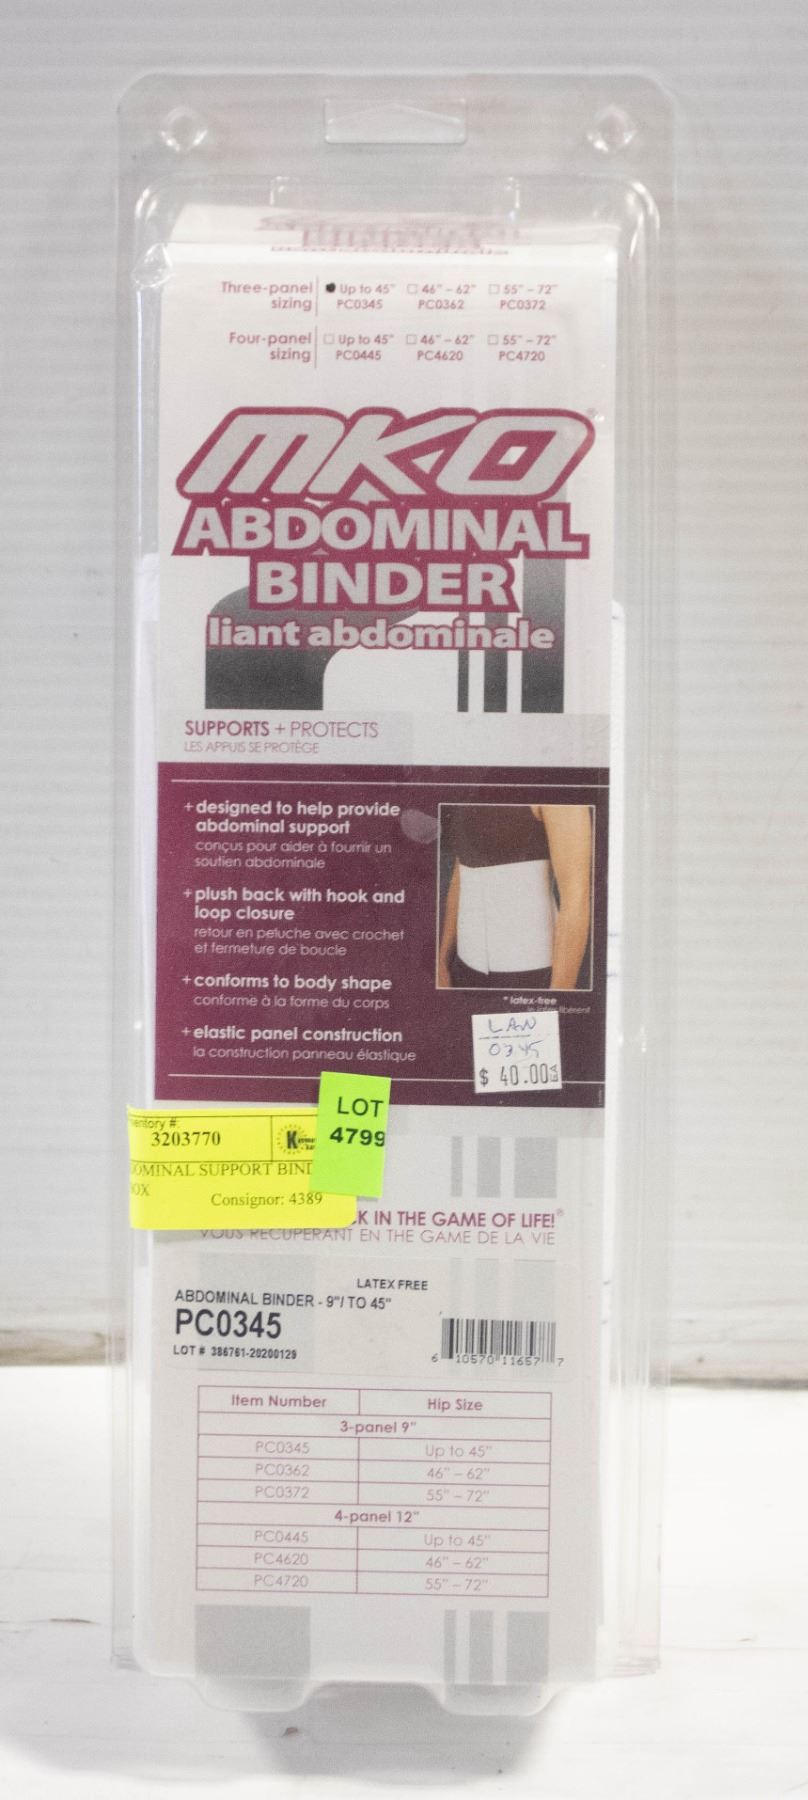 Three-panel sizing ● Up to 45" □ 46" – 62" □ 55" – 72"
PC0345 PC0362 PC0372
Four-panel sizing □ Up to 45" □ 46" – 62" □ 55" – 72"
PC0445 PC4620 PC4720
MKO®
ABDOMINAL
BINDER
liant abdominale
SUPPORTS + PROTECTS
LES APPUIS SE PROTÈGE
+ designed to help provide
abdominal support
conçus pour aider à fournir un
soutien abdominale
+ plush back with hook and
loop closure
retour en peluche avec crochet
et fermeture de boucle
+ conforms to body shape
conforme à la forme du corps
+ elastic panel construction
la construction panneau élastique
* latex-free
LAN
0345
$ 40.00
LOT
4799
entory #:
3203770
OMINAL SUPPORT BIND
OX
Consignor: 4389
K IN THE GAME OF LIFE!®
VOUS RECUPERANT EN THE GAME DE LA VIE
LATEX FREE
ABDOMINAL BINDER - 9"/ TO 45"
PC0345
LOT # 386761-20200129
6 10570 11657 7
Item Number Hip Size
3-panel 9"
PC0345 Up to 45"
PC0362 46" – 62"
PC0372 55" – 72"
4-panel 12"
PC0445 Up to 45"
PC4620 46" – 62"
PC4720 55" – 72"